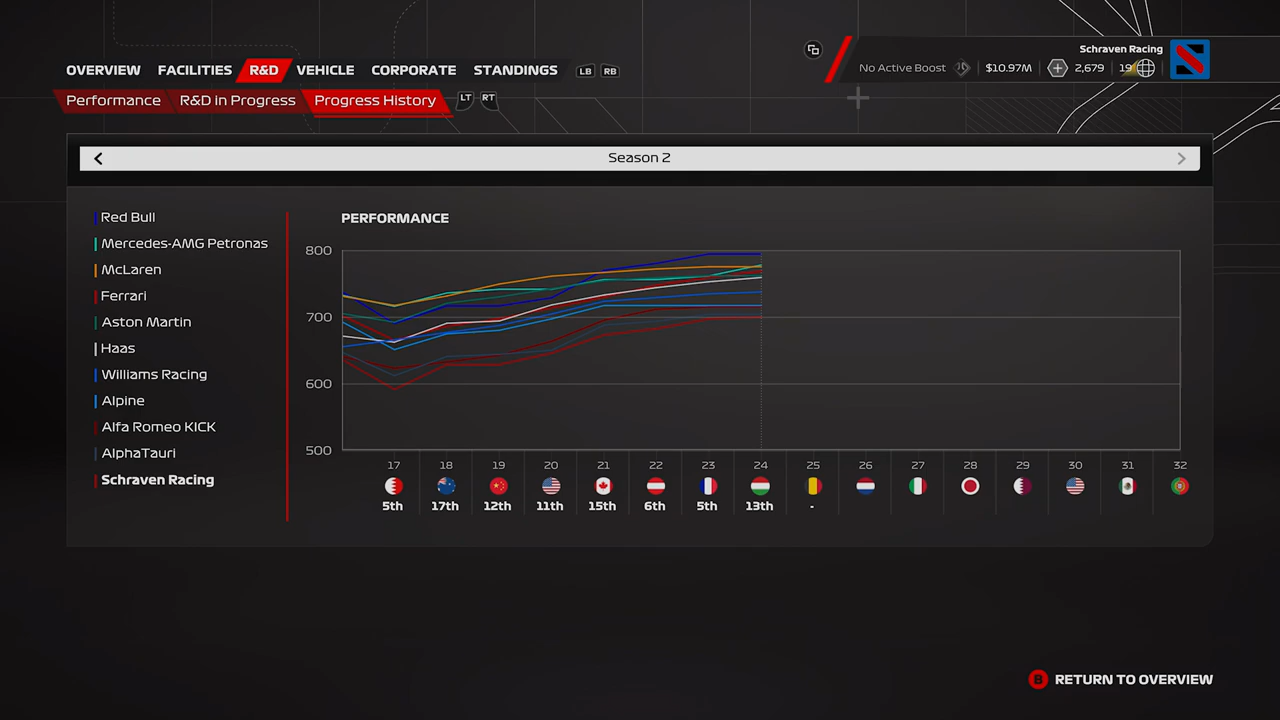 Schraven Racing
OVERVIEW FACILITIES R&D VEHICLE CORPORATE STANDINGS LB RB
No Active Boost $10.97M 2,679 19
Performance R&D In Progress Progress History LT RT
Season 2
Red Bull
Mercedes-AMG Petronas
McLaren
Ferrari
Aston Martin
Haas
Williams Racing
Alpine
Alfa Romeo KICK
AlphaTauri
Schraven Racing
PERFORMANCE
800
700
600
500
17 18 19 20 21 22 23 24 25 26 27 28 29 30 31 32
5th 17th 12th 11th 15th 6th 5th 13th -
B RETURN TO OVERVIEW